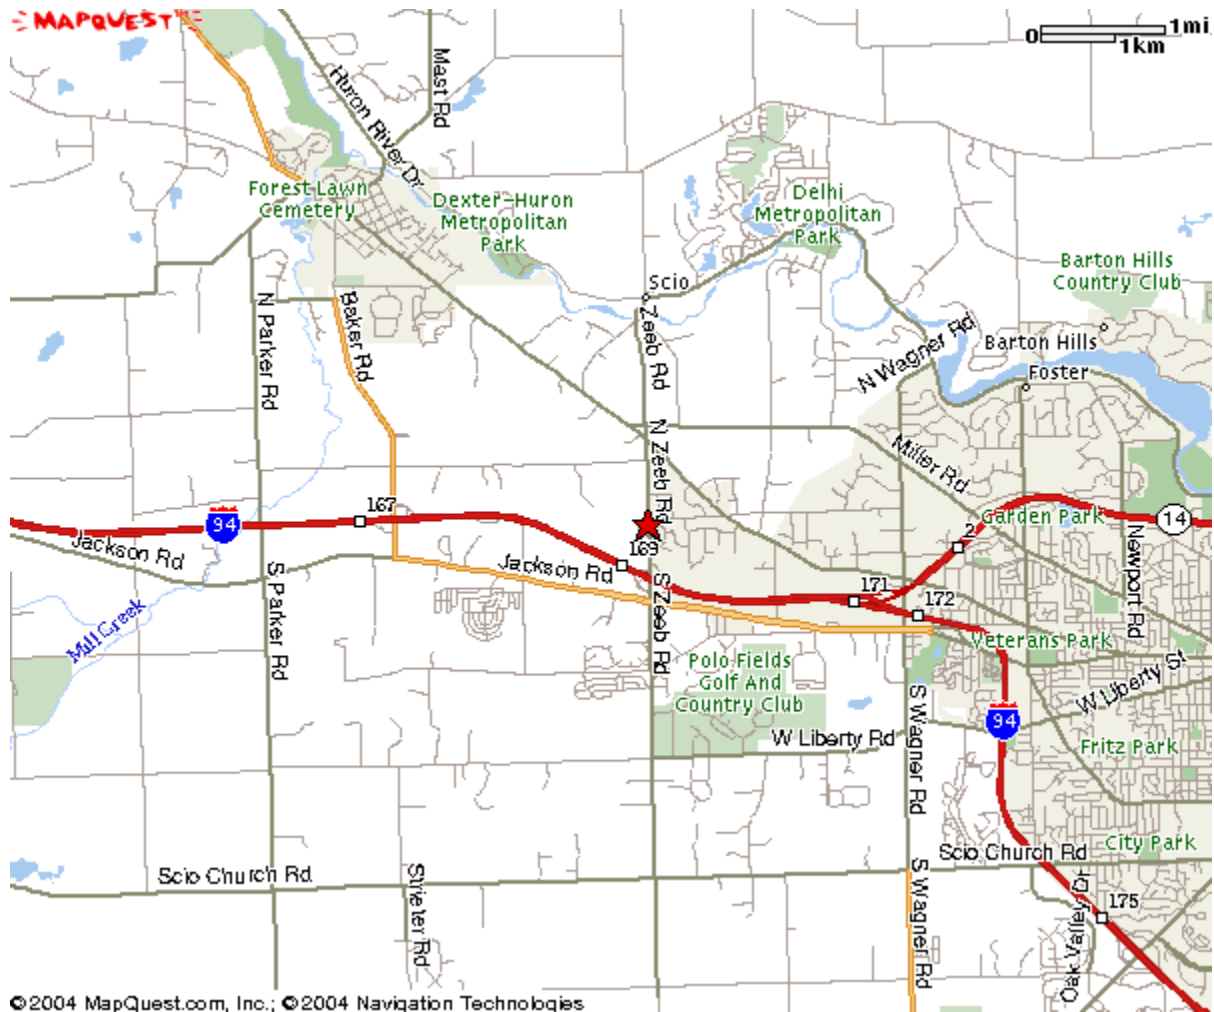 MAPQUEST
0
1mi
1km
Mast Rd
Huron River Dr
Forest Lawn
Cemetery
Dexter-Huron
Metropolitan
Park
Delhi
Metropolitan
Park
Barton Hills
Country Club
Scio
N Parker Rd
Baker Rd
Zeeb Rd
N Wagner Rd
Barton Hills
Foster
N Zeeb Rd
Miller Rd
167
94
Jackson Rd
169
Jackson Rd
2
Garden Park
14
Newport Rd
S Parker Rd
Mill Creek
S Zeeb Rd
171
172
Veterans Park
Polo Fields
Golf And
Country Club
W Liberty St
S Wagner Rd
94
W Liberty Rd
Fritz Park
City Park
Scio Church Rd
Scio Church Rd
Strieter Rd
S Wagner Rd
Oak Valley Dr
175
©2004 MapQuest.com, Inc.; ©2004 Navigation Technologies